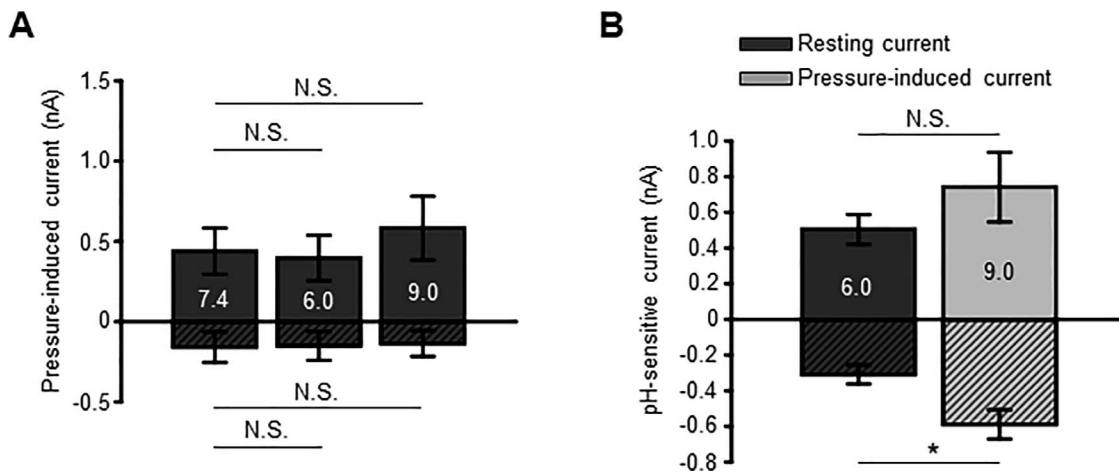 A
Pressure-induced current (nA)
1.5
1.0
0.5
0
-0.5
N.S.
N.S.
7.4
6.0
9.0
N.S.
N.S.
B
Resting current
Pressure-induced current
pH-sensitive current (nA)
1.0
0.8
0.6
0.4
0.2
0
-0.2
-0.4
-0.6
-0.8
N.S.
6.0
9.0
*